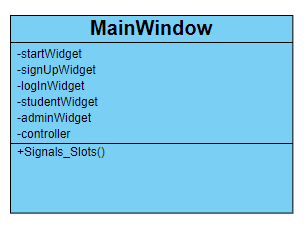 MainWindow
-startWidget
-signUpWidget
-logInWidget
-studentWidget
-adminWidget
-controller
+Signals_Slots()